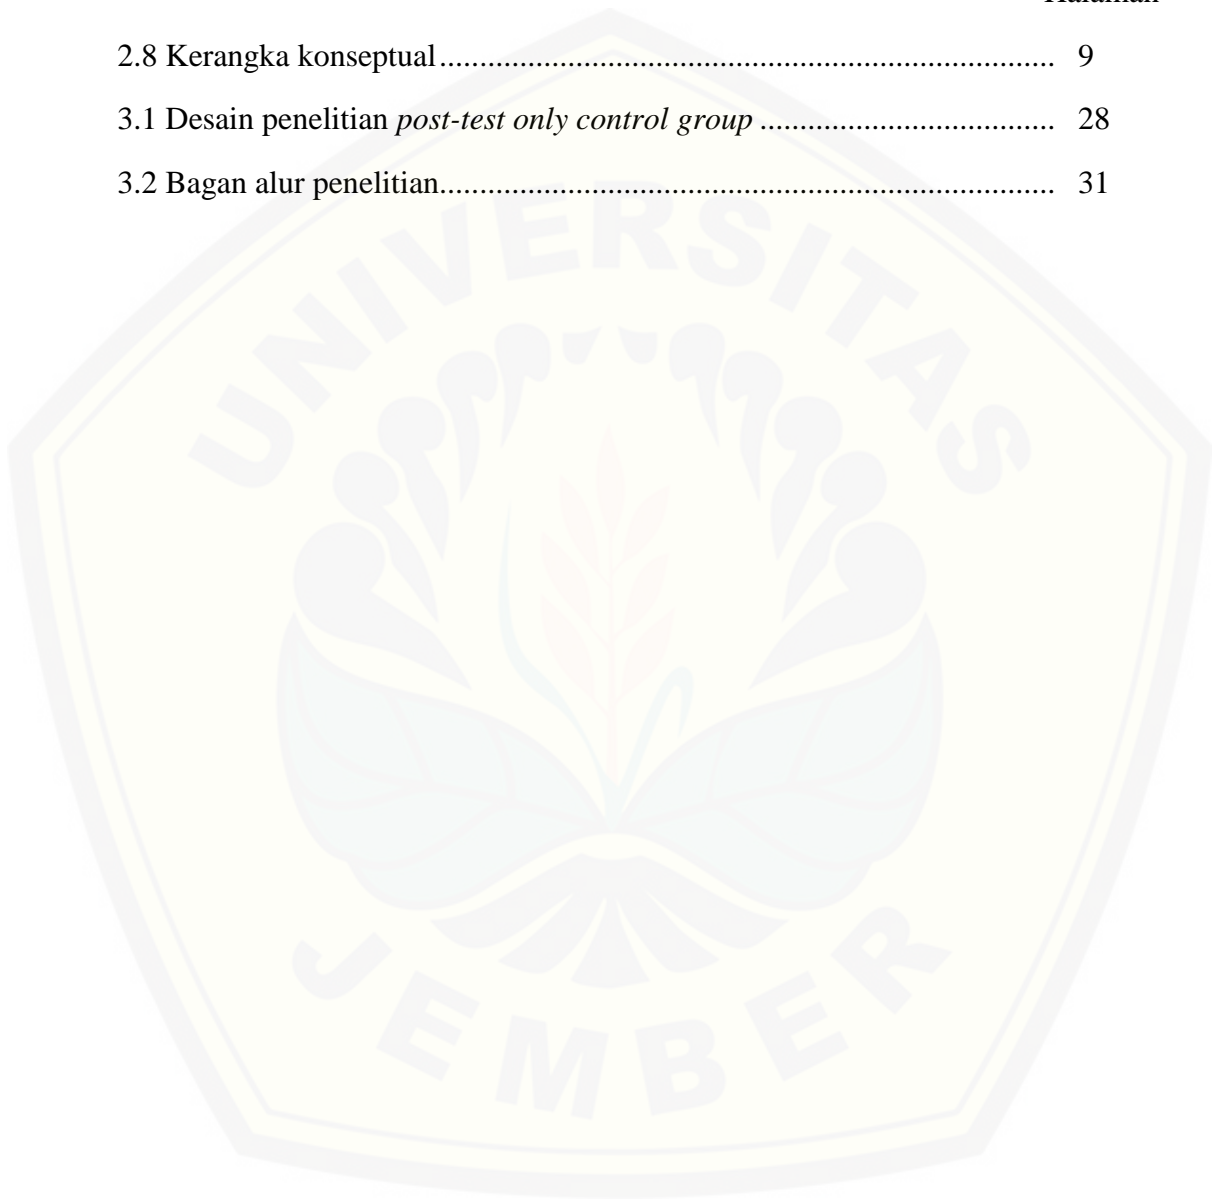 Halaman
2.8 Kerangka konseptual............................................................................. 9
3.1 Desain penelitian post-test only control group ..................................... 28
3.2 Bagan alur penelitian............................................................................. 31
UNIVERSITAS
JEMBER